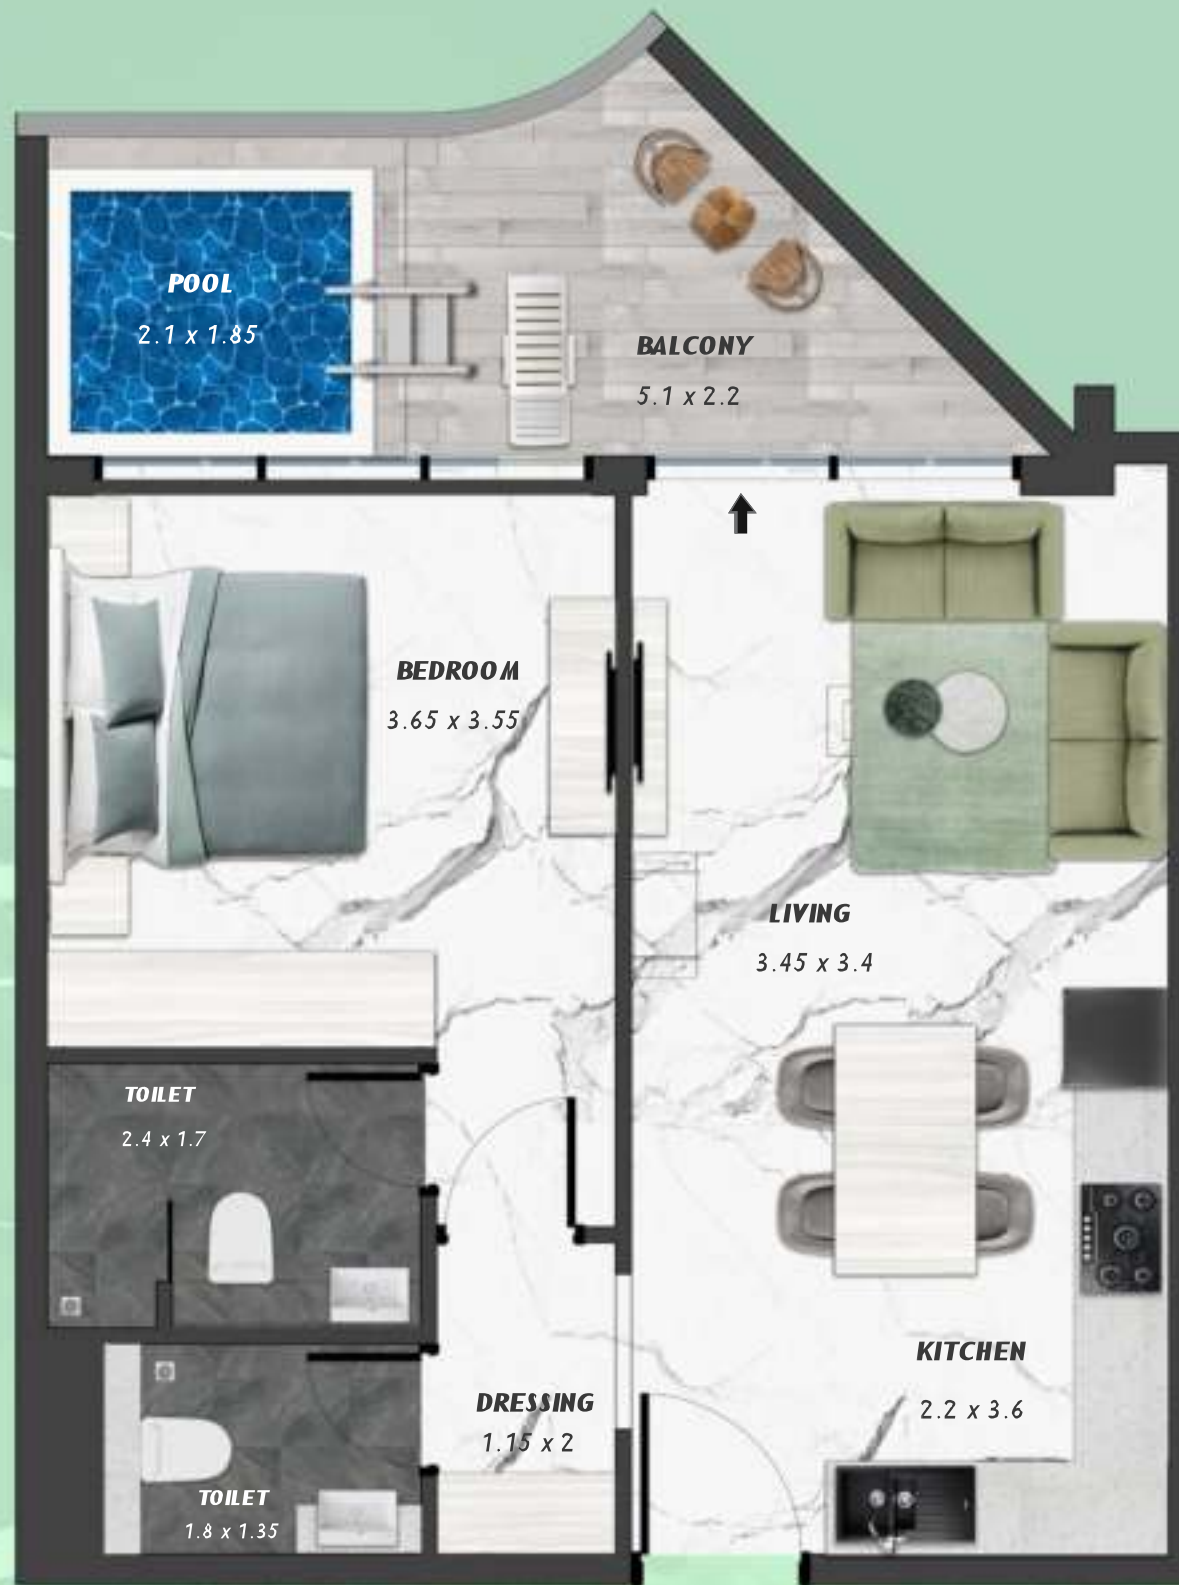 POOL
2.1 x 1.85
BALCONY
5.1 x 2.2
BEDROOM
3.65 x 3.55
LIVING
3.45 x 3.4
TOILET
2.4 x 1.7
KITCHEN
2.2 x 3.6
DRESSING
1.15 x 2
TOILET
1.8 x 1.35